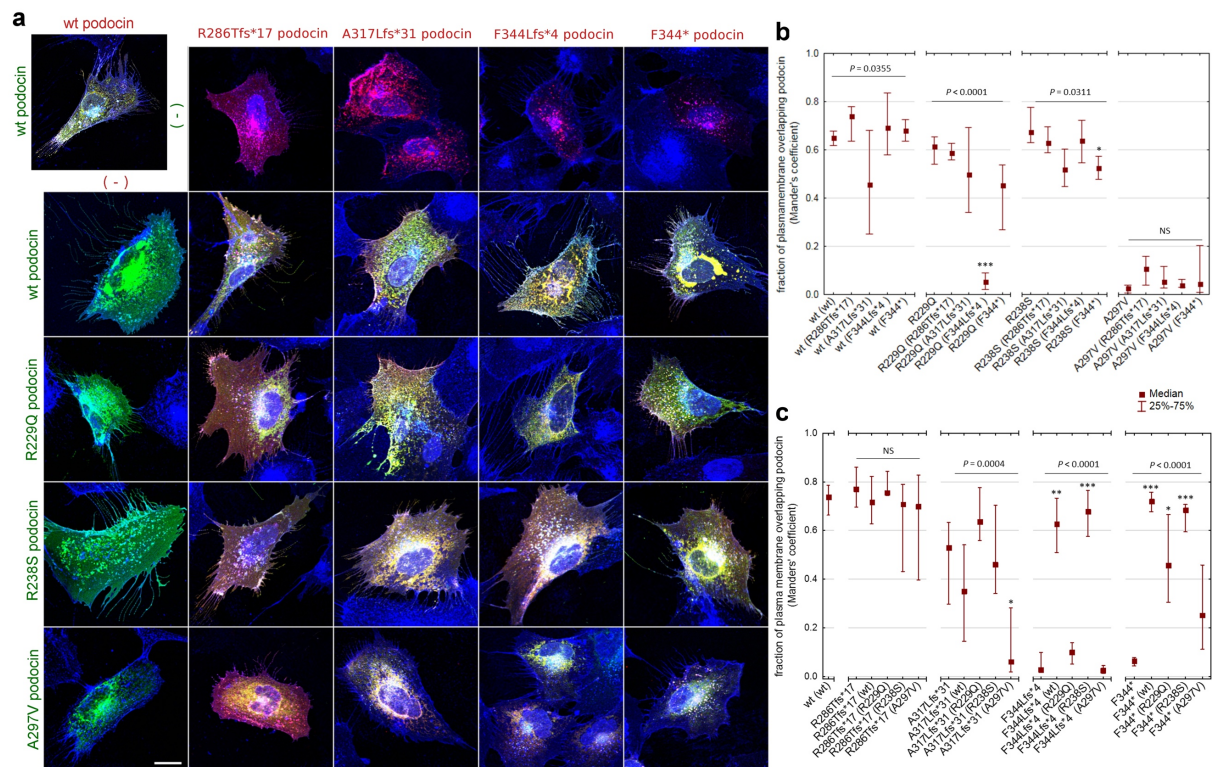 a
wt podocin
R286Tfs*17 podocin
A317Lfs*31 podocin
F344Lfs*4 podocin
F344* podocin
wt podocin
( - )
( - )
wt podocin
R229Q podocin
R238S podocin
A297V podocin
b
fraction of plasmamembrane overlapping podocin
(Mander's coefficient)
1.0
0.8
0.6
0.4
0.2
0.0
P = 0.0355
P < 0.0001
P = 0.0311
NS
***
*
wt (wt)
wt (R286Tfs*17)
wt (A317Lfs*31)
wt (F344Lfs*4)
wt (F344*)
R229Q
R229Q (R286Tfs*17)
R229Q (A317Lfs*31)
R229Q (F344Lfs*4)
R229Q (F344*)
R238S
R238S (R286Tfs*17)
R238S (A317Lfs*31)
R238S (F344Lfs*4)
R238S (F344*)
A297V
A297V (R286Tfs*17)
A297V (A317Lfs*31)
A297V (F344Lfs*4)
A297V (F344*)
Median
25%-75%
c
fraction of plasma membrane overlapping podocin
(Manders' coefficient)
1.0
0.8
0.6
0.4
0.2
0.0
NS
P = 0.0004
P < 0.0001
P < 0.0001
*
**
***
***
*
***
wt (wt)
R286Tfs*17
R286Tfs*17 (wt)
R286Tfs*17 (R229Q)
R286Tfs*17 (R238S)
R286Tfs*17 (A297V)
A317Lfs*31
A317Lfs*31 (wt)
A317Lfs*31 (R229Q)
A317Lfs*31 (R238S)
A317Lfs*31 (A297V)
F344Lfs*4
F344Lfs*4 (wt)
F344Lfs*4 (R229Q)
F344Lfs*4 (R238S)
F344Lfs*4 (A297V)
F344*
F344* (wt)
F344* (R229Q)
F344* (R238S)
F344* (A297V)